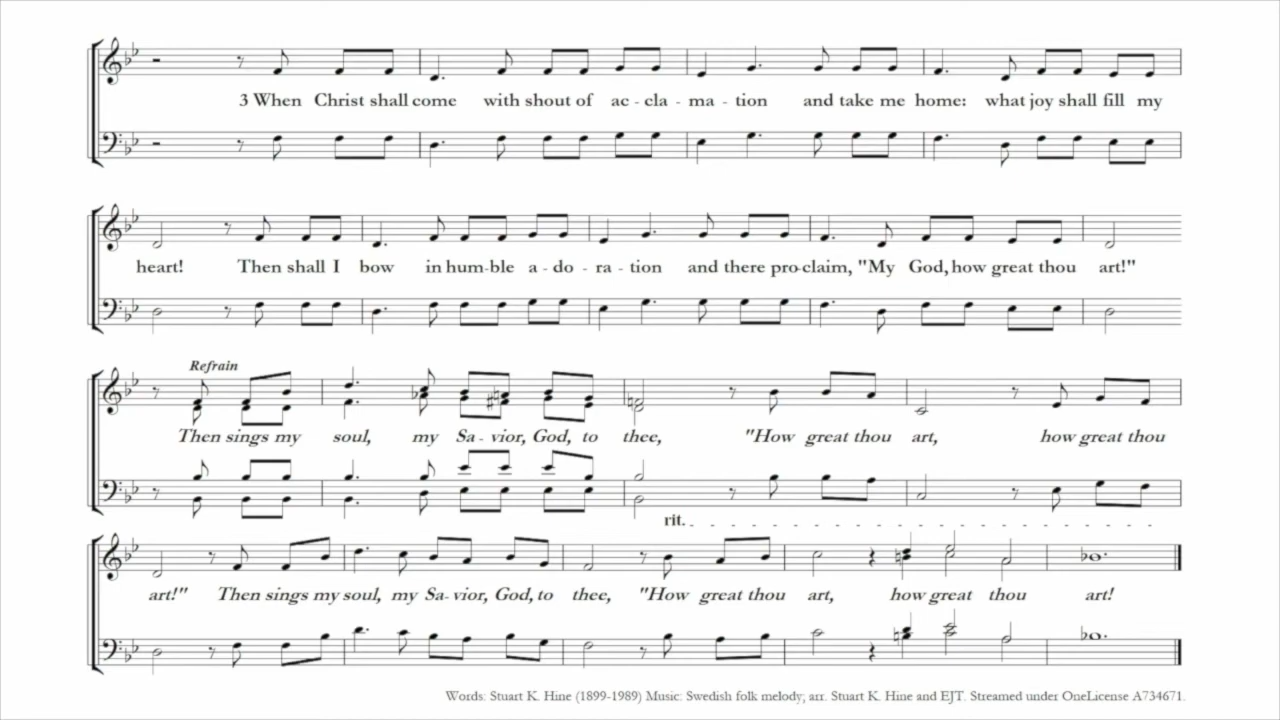 3 When Christ shall come with shout of ac - cla - ma - tion and take me home: what joy shall fill my
heart! Then shall I bow in hum-ble a - do - ra - tion and there pro-claim, "My God, how great thou art!"
Refrain
Then sings my soul, my Sa - vior, God, to thee, "How great thou art, how great thou
rit.
art!" Then sings my soul, my Sa - vior, God, to thee, "How great thou art, how great thou art!
Words: Stuart K. Hine (1899-1989) Music: Swedish folk melody; arr. Stuart K. Hine and EJT. Streamed under OneLicense A734671.